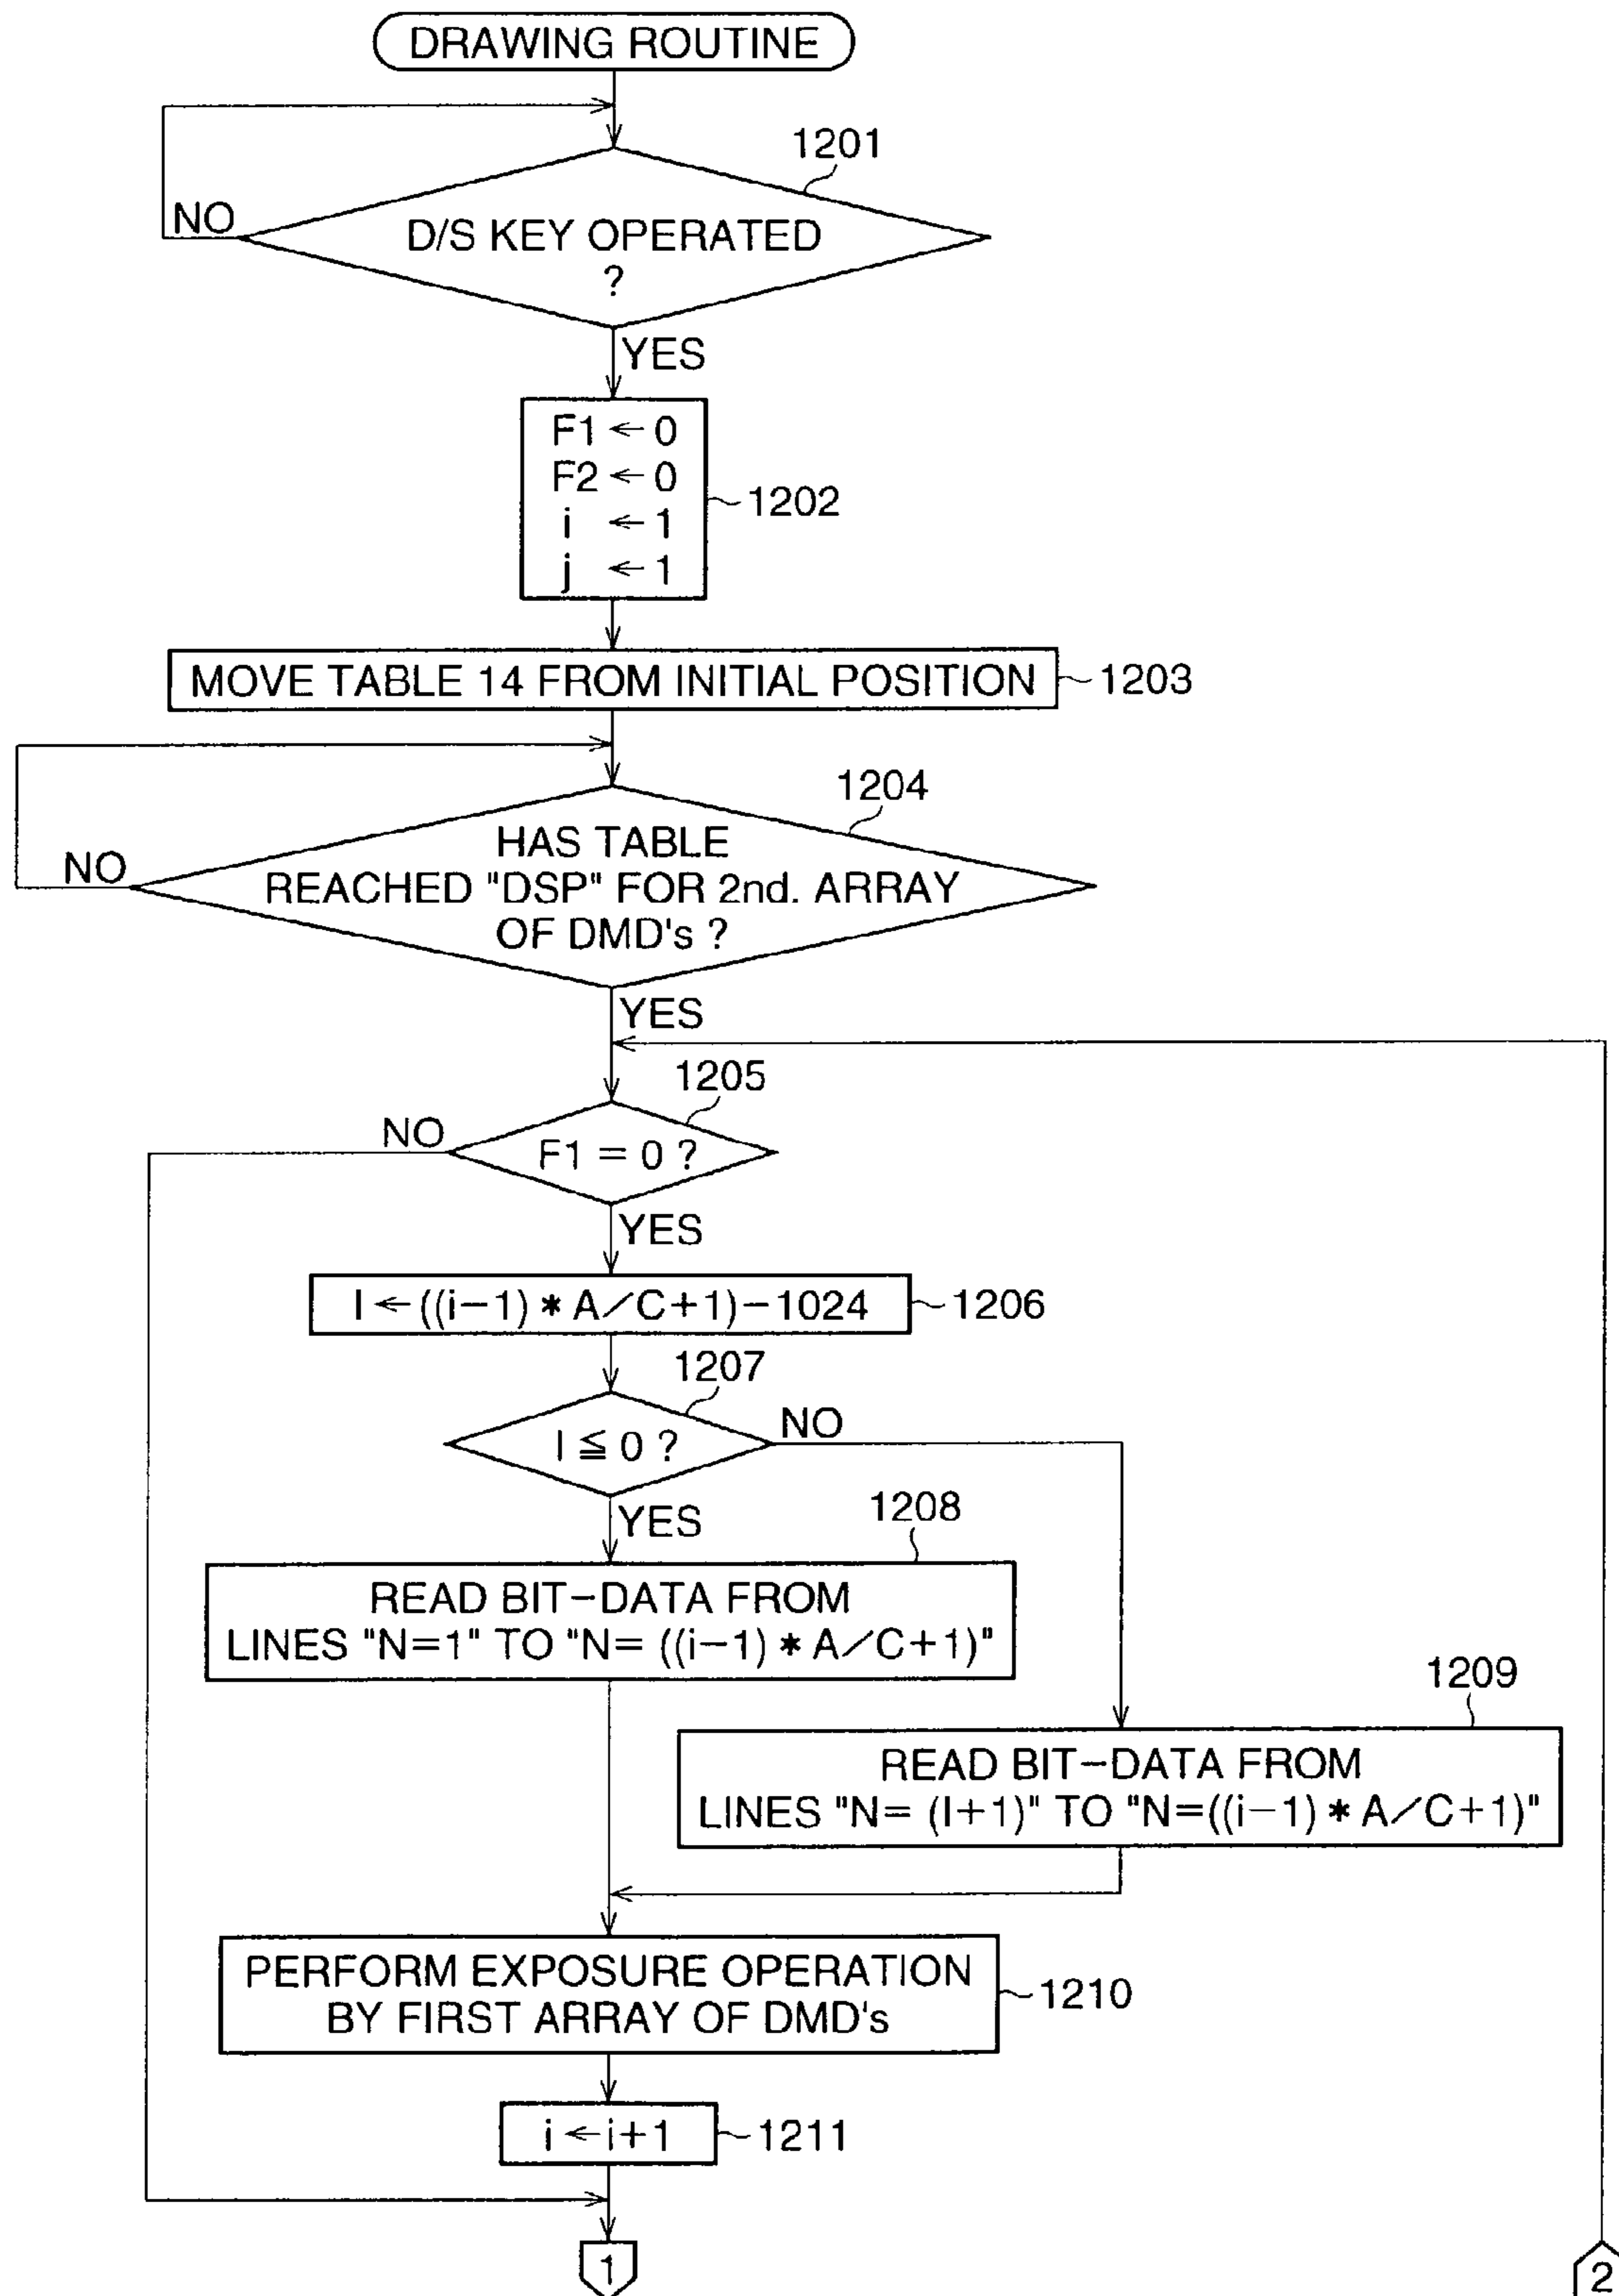 DRAWING ROUTINE
1201
NO
D/S KEY OPERATED
?
YES
F1 ← 0
F2 ← 0
i ← 1
j ← 1
1202
MOVE TABLE 14 FROM INITIAL POSITION
1203
1204
HAS TABLE
NO
REACHED "DSP" FOR 2nd. ARRAY
OF DMD's ?
YES
1205
NO
F1 = 0 ?
YES
I ← ((i−1) * A/C+1)−1024
1206
1207
NO
I ≦ 0 ?
YES
1208
READ BIT−DATA FROM
LINES "N=1" TO "N= ((i−1) * A/C+1)"
1209
READ BIT−DATA FROM
LINES "N= (I+1)" TO "N=((i−1) * A/C+1)"
PERFORM EXPOSURE OPERATION
BY FIRST ARRAY OF DMD's
1210
i ← i+1
1211
1
2